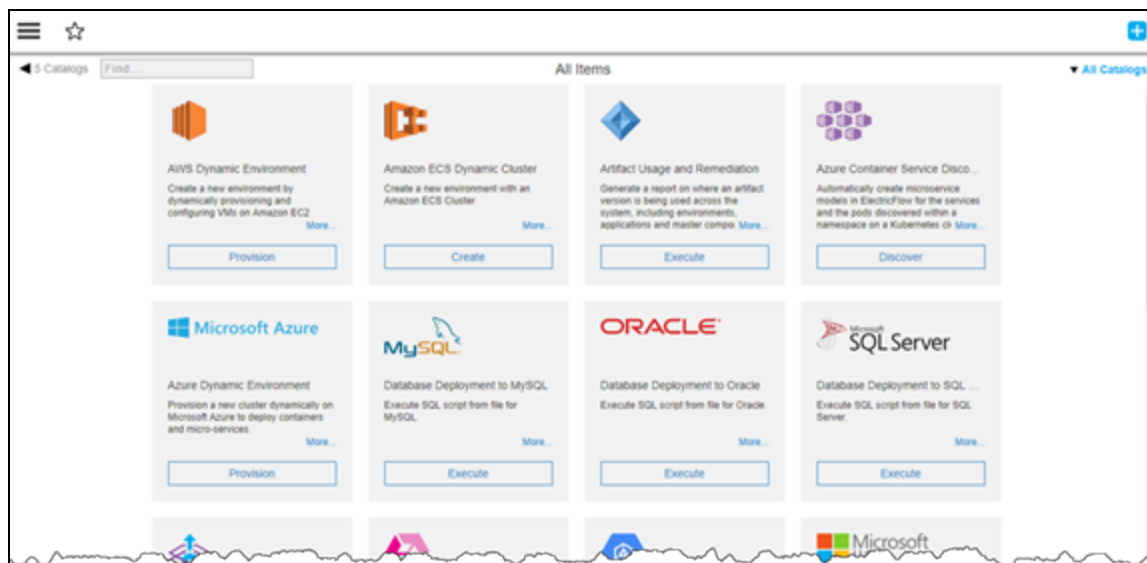 5 Catalogs
Find...
All Items
All Catalogs
AWS Dynamic Environment
Create a new environment by
dynamically provisioning and
configuring VMs on Amazon EC2
More...
Provision
Amazon ECS Dynamic Cluster
Create a new environment with an
Amazon ECS Cluster
More...
Create
Artifact Usage and Remediation
Generate a report on where an artifact
version is being used across the
system, including environments,
applications and master compo More...
Execute
Azure Container Service Disco...
Automatically create microservice
models in ElectricFlow for the services
and the pods discovered within a
namespace on a Kubernetes cl More...
Discover
Microsoft Azure
Azure Dynamic Environment
Provision a new cluster dynamically on
Microsoft Azure to deploy containers
and micro-services.
More...
Provision
MySQL
Database Deployment to MySQL
Execute SQL script from file for
MySQL.
More...
Execute
ORACLE
Database Deployment to Oracle
Execute SQL script from file for Oracle.
More...
Execute
Microsoft
SQL Server
Database Deployment to SQL ...
Execute SQL script from file for SQL
Server.
More...
Execute
Microsoft